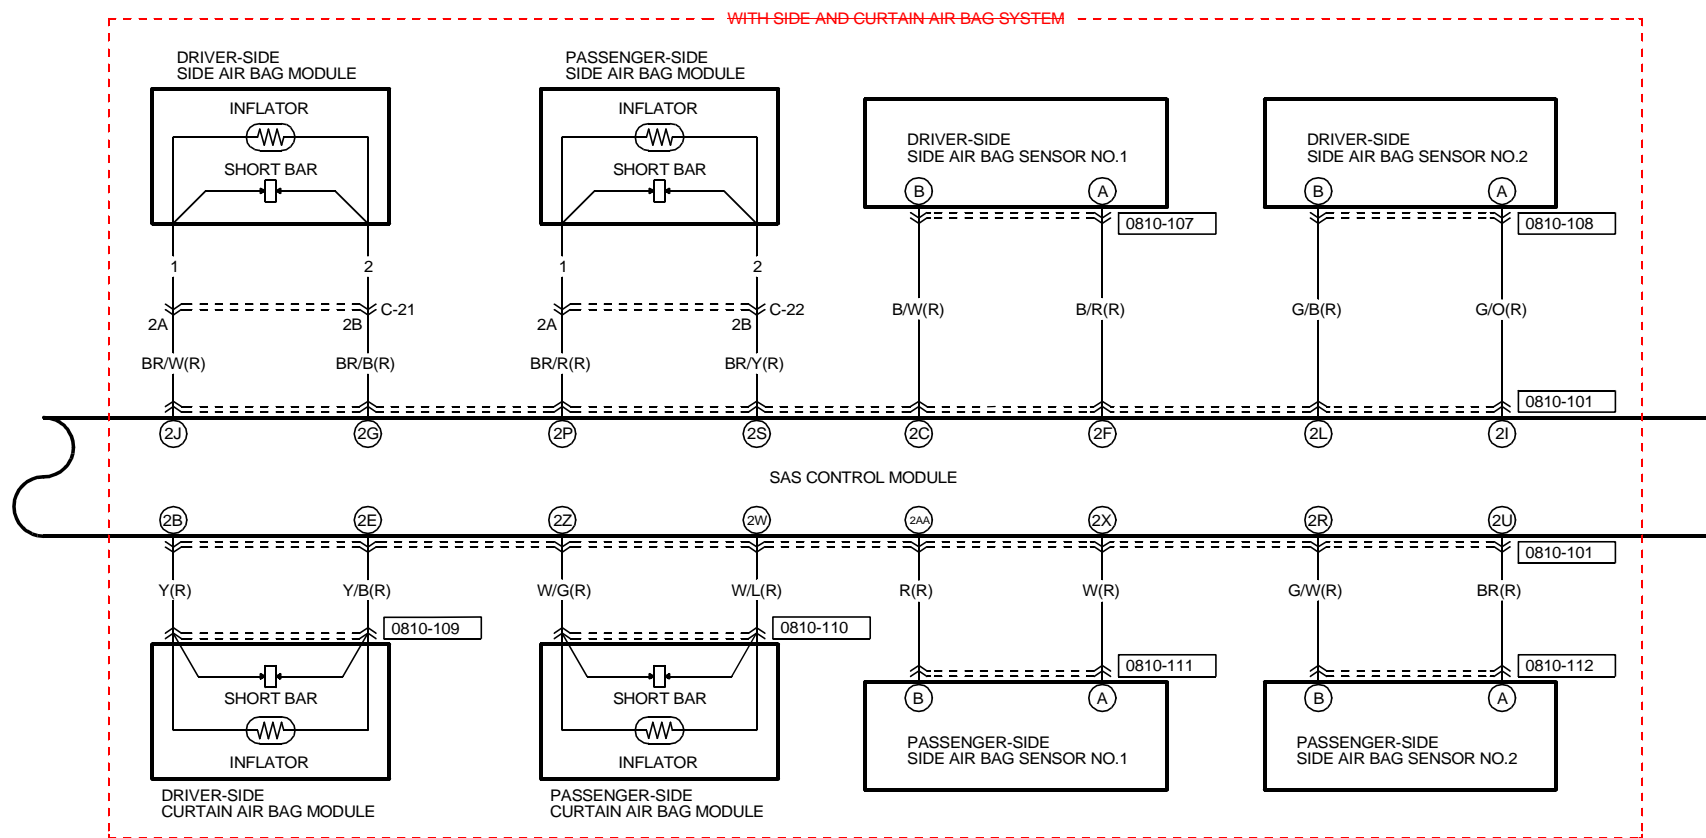 WITH SIDE AND CURTAIN AIR BAG SYSTEM
DRIVER-SIDE
SIDE AIR BAG MODULE
INFLATOR
SHORT BAR
1
2
2A
2B
C-21
BR/W(R)
BR/B(R)
PASSENGER-SIDE
SIDE AIR BAG MODULE
INFLATOR
SHORT BAR
1
2
2A
2B
C-22
BR/R(R)
BR/Y(R)
DRIVER-SIDE
SIDE AIR BAG SENSOR NO.1
B
A
0810-107
B/W(R)
B/R(R)
DRIVER-SIDE
SIDE AIR BAG SENSOR NO.2
B
A
0810-108
G/B(R)
G/O(R)
0810-101
2J
2G
2P
2S
2C
2F
2L
2I
SAS CONTROL MODULE
2B
2E
2Z
2W
2AA
2X
2R
2U
0810-101
Y(R)
Y/B(R)
0810-109
SHORT BAR
INFLATOR
DRIVER-SIDE
CURTAIN AIR BAG MODULE
W/G(R)
W/L(R)
0810-110
SHORT BAR
INFLATOR
PASSENGER-SIDE
CURTAIN AIR BAG MODULE
R(R)
W(R)
0810-111
B
A
PASSENGER-SIDE
SIDE AIR BAG SENSOR NO.1
G/W(R)
BR(R)
0810-112
B
A
PASSENGER-SIDE
SIDE AIR BAG SENSOR NO.2